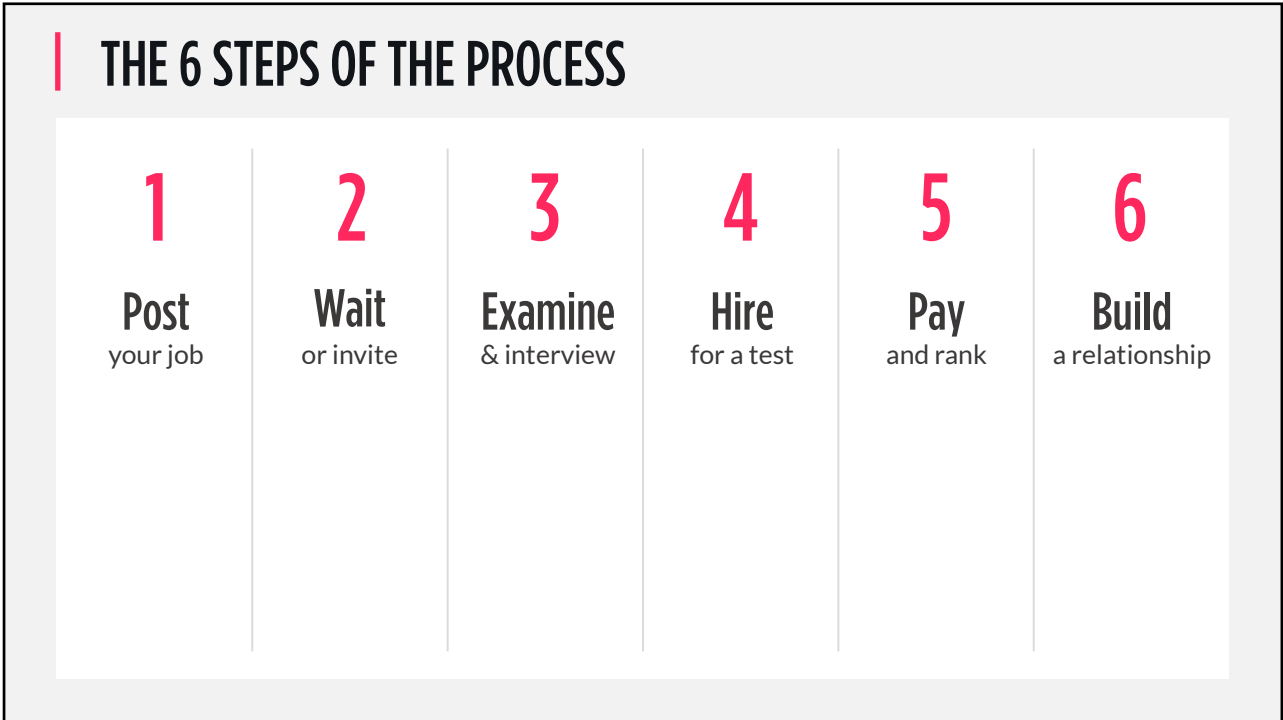 THE 6 STEPS OF THE PROCESS
1
Post
your job
2
Wait
or invite
3
Examine
& interview
4
Hire
for a test
5
Pay
and rank
6
Build
a relationship